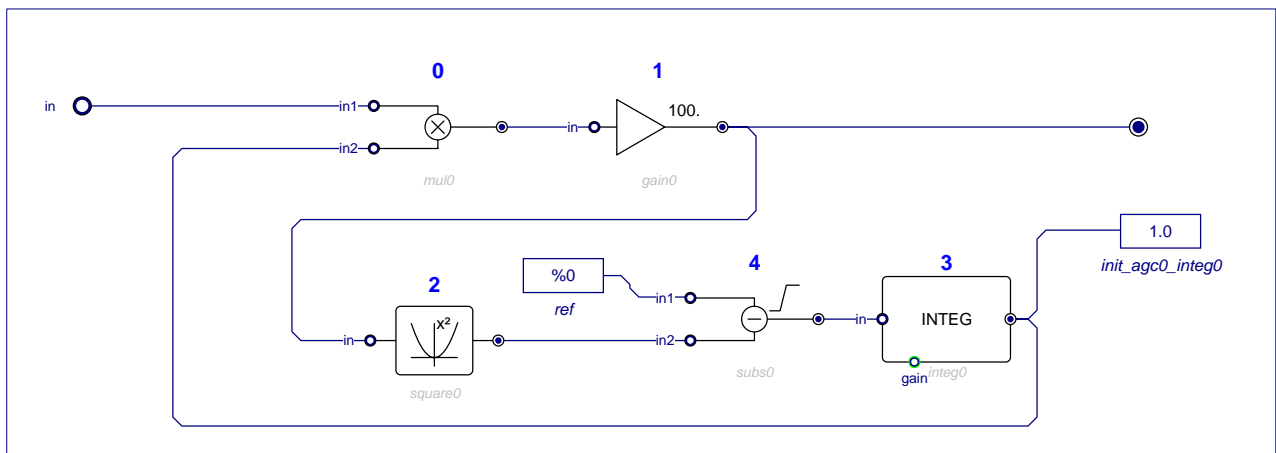 0
1
in
in1
100.
in
in2
mul0
gain0
1.0
init_agc0_integ0
4
3
%0
ref
2
in1
x²
in
INTEG
in
in2
subs0
gain
integ0
square0